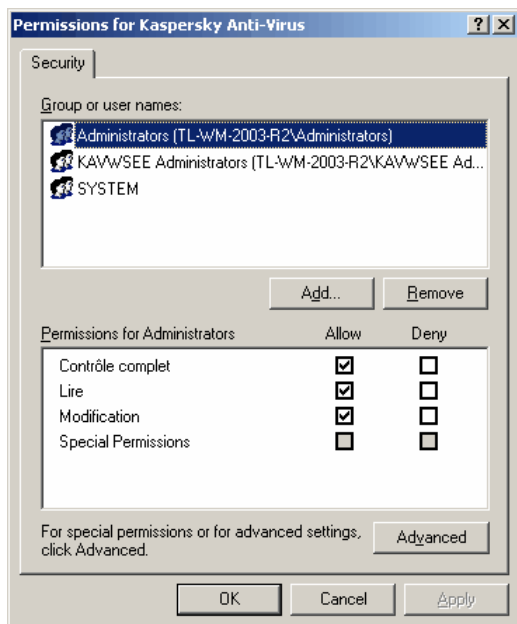 Permissions for Kaspersky Anti-Virus
Security
Group or user names:
Administrators (TL-WM-2003-R2\Administrators)
KAVWSEE Administrators (TL-WM-2003-R2\KAVWSEE Ad...
SYSTEM
Add... Remove
Permissions for Administrators Allow Deny
Contrôle complet
Lire
Modification
Special Permissions
For special permissions or for advanced settings,
click Advanced. Advanced
OK Cancel Apply